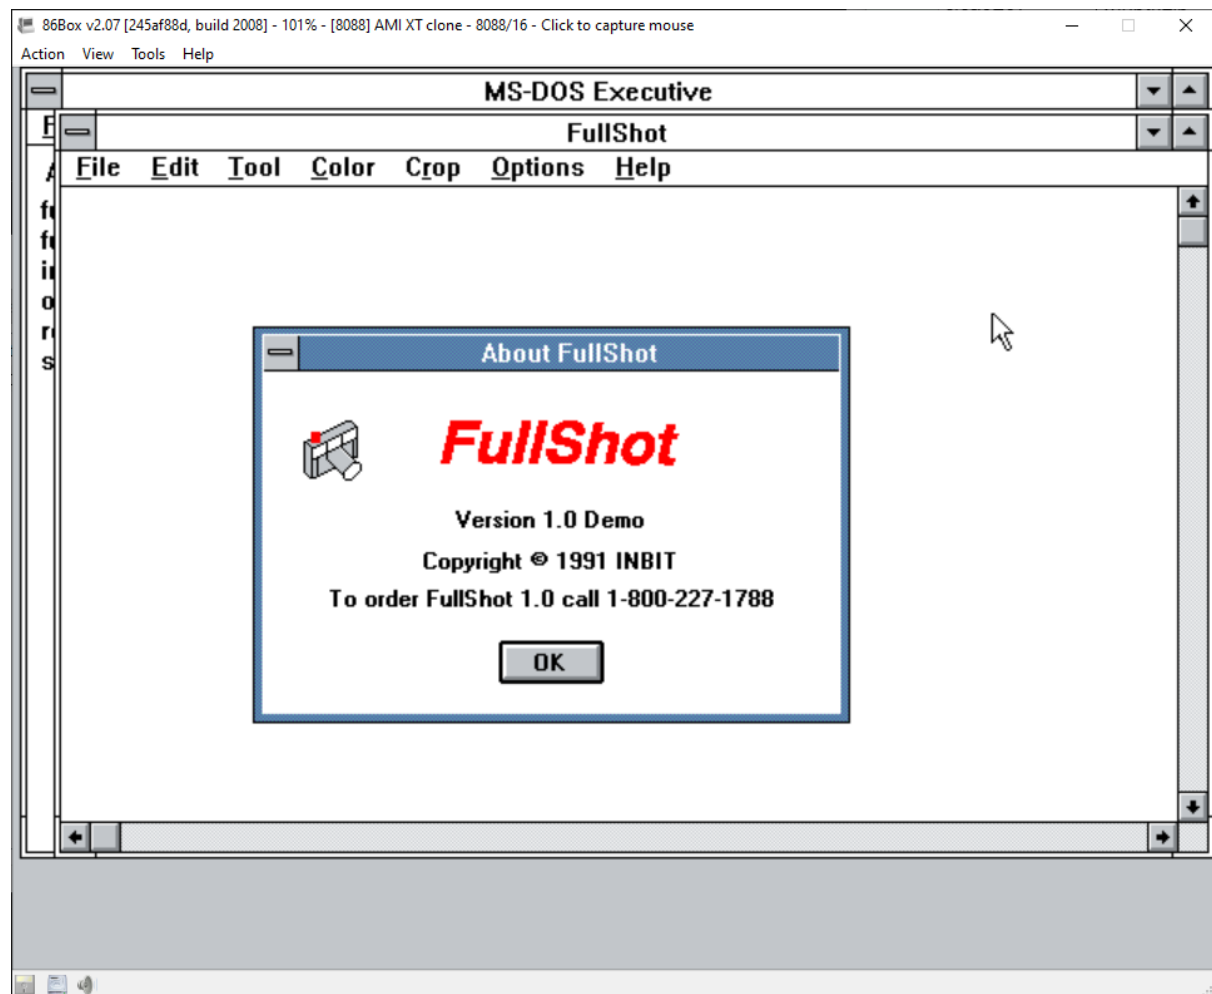 86Box v2.07 [245af88d, build 2008] - 101% - [8088] AMI XT clone - 8088/16 - Click to capture mouse
Action View Tools Help
MS-DOS Executive
FullShot
File Edit Tool Color Crop Options Help
About FullShot
FullShot
Version 1.0 Demo
Copyright © 1991 INBIT
To order FullShot 1.0 call 1-800-227-1788
OK